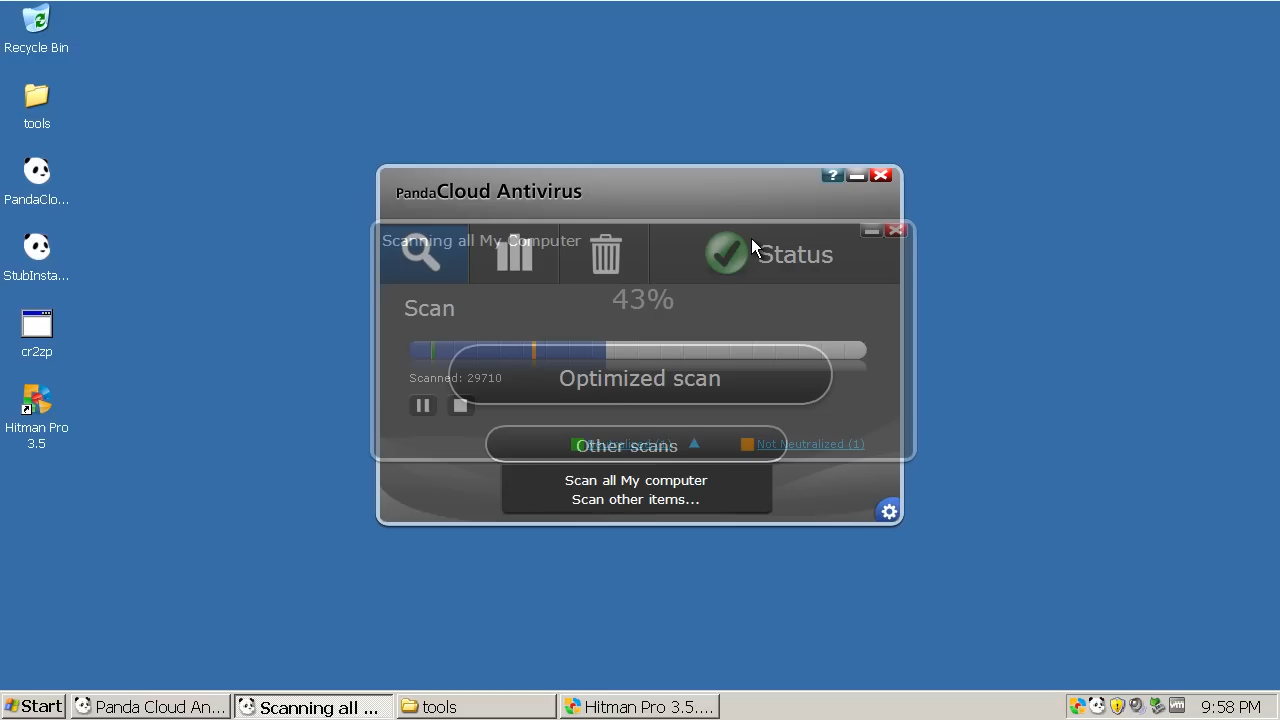 Recycle Bin
tools
PandaClo...
StubInsta...
cr2zp
Hitman Pro
3.5
PandaCloud Antivirus
?
Scanning all My Computer
Status
Scan
43%
Scanned: 29710
Optimized scan
Other scans
Not Neutralized (1)
Scan all My computer
Scan other items...
Start
Panda Cloud An...
Scanning all ...
tools
Hitman Pro 3.5....
9:58 PM